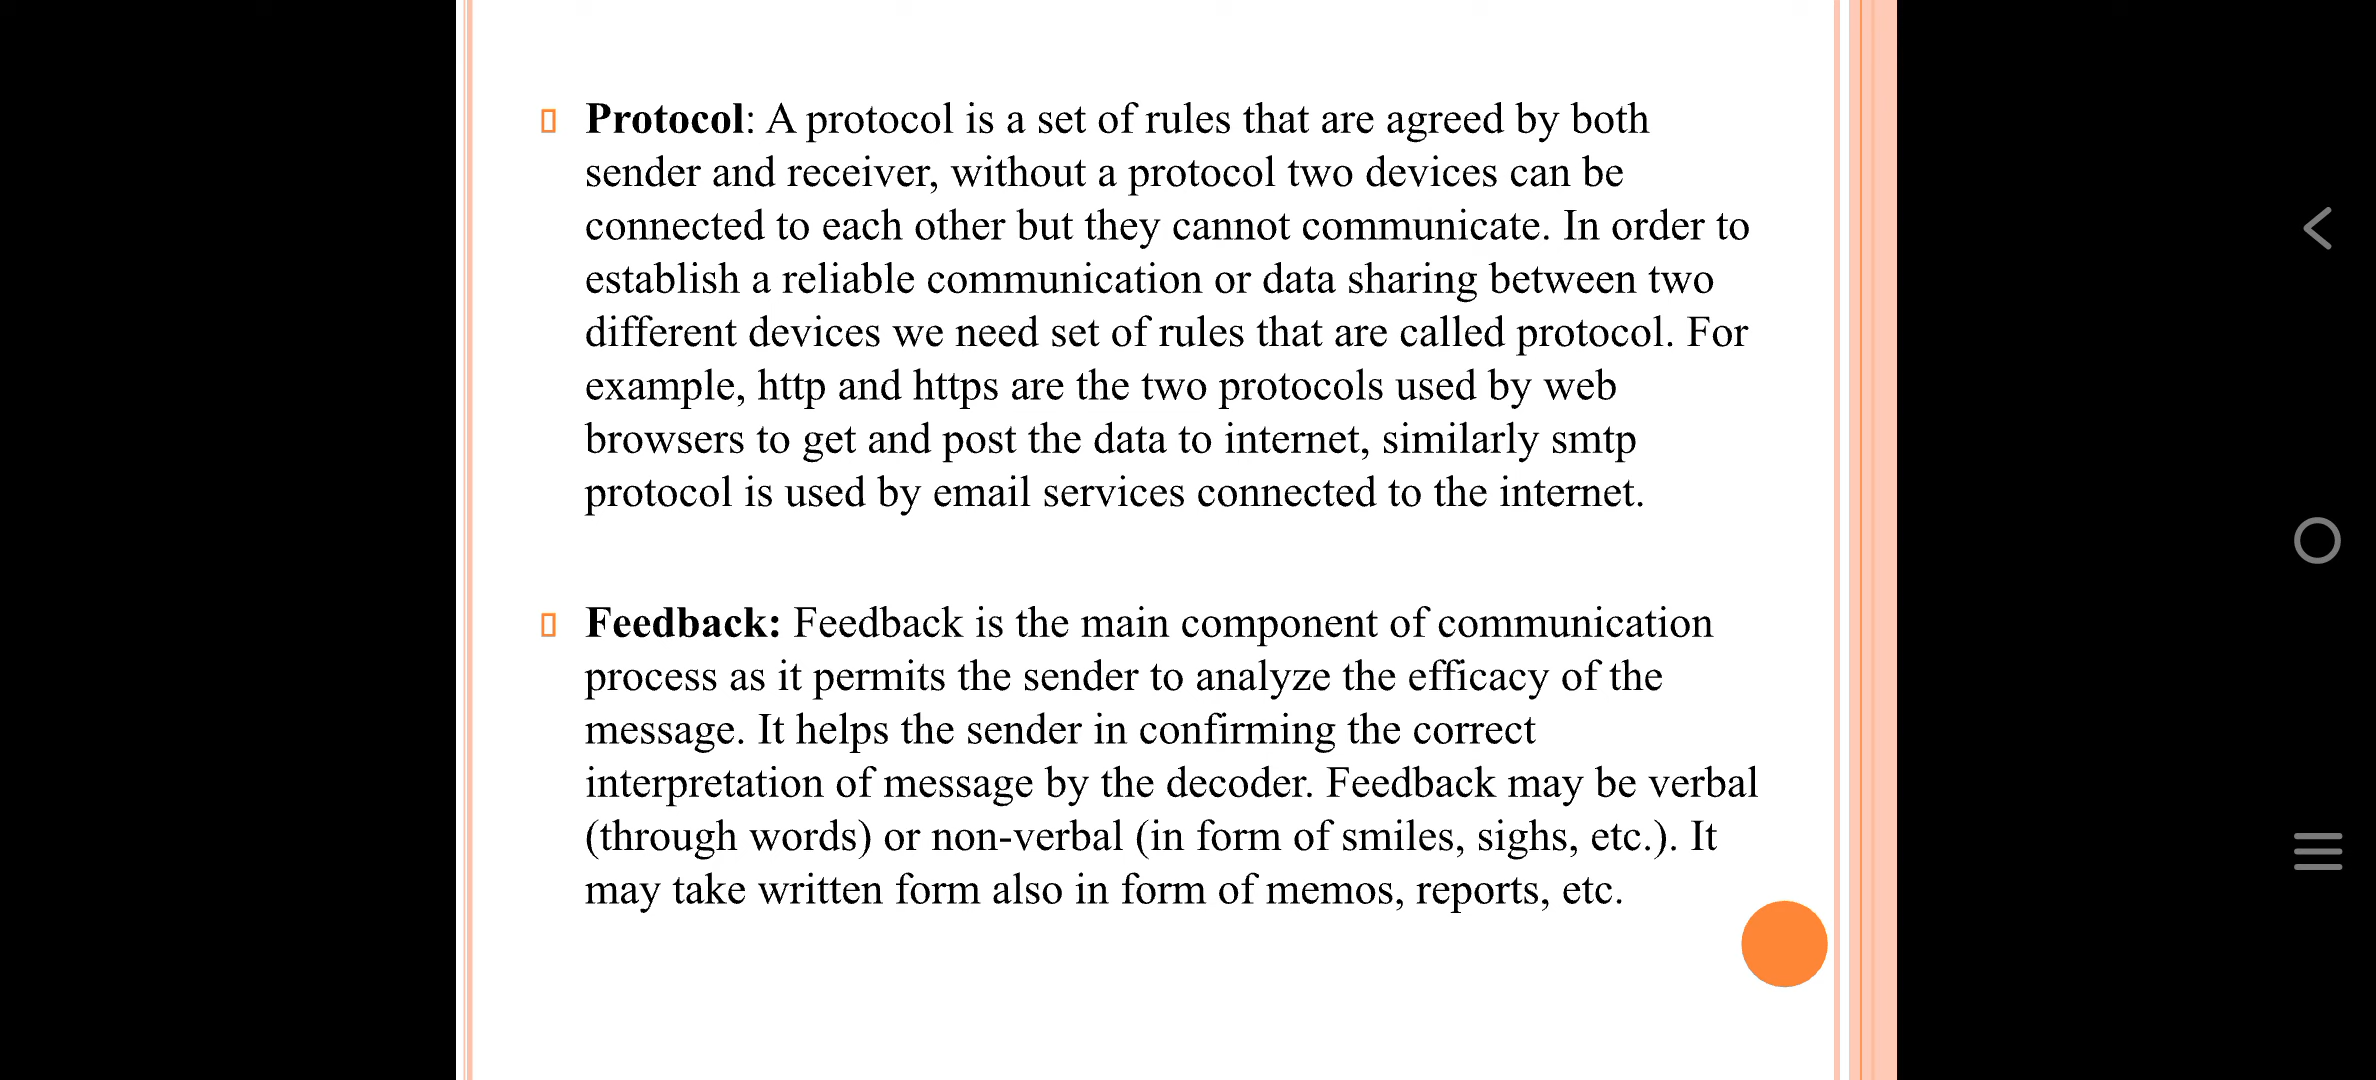 Protocol: A protocol is a set of rules that are agreed by both
sender and receiver, without a protocol two devices can be
connected to each other but they cannot communicate. In order to
establish a reliable communication or data sharing between two
different devices we need set of rules that are called protocol. For
example, http and https are the two protocols used by web
browsers to get and post the data to internet, similarly smtp
protocol is used by email services connected to the internet.
Feedback: Feedback is the main component of communication
process as it permits the sender to analyze the efficacy of the
message. It helps the sender in confirming the correct
interpretation of message by the decoder. Feedback may be verbal
(through words) or non-verbal (in form of smiles, sighs, etc.). It
may take written form also in form of memos, reports, etc.